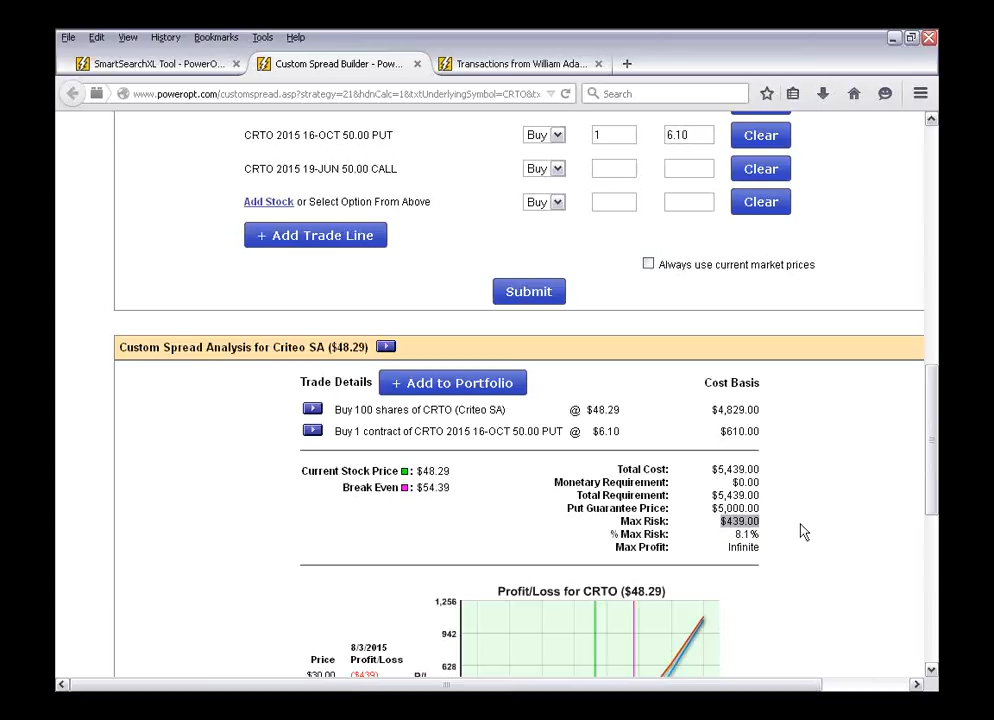 File Edit View History Bookmarks Tools Help
SmartSearchXL Tool - PowerO... × Custom Spread Builder - Pow... × Transactions from William Ada... × +
www.poweropt.com/customspread.asp?strategy=21&hdnCalc=1&txtUnderlyingSymbol=CRTO&tx Search
CRTO 2015 16-OCT 50.00 PUT Buy 1 6.10 Clear
CRTO 2015 19-JUN 50.00 CALL Buy Clear
Add Stock or Select Option From Above Buy Clear
+ Add Trade Line
Always use current market prices
Submit
Custom Spread Analysis for Criteo SA ($48.29)
Trade Details + Add to Portfolio Cost Basis
Buy 100 shares of CRTO (Criteo SA) @ $48.29 $4,829.00
Buy 1 contract of CRTO 2015 16-OCT 50.00 PUT @ $6.10 $610.00
Current Stock Price : $48.29 Total Cost: $5,439.00
Break Even : $54.39 Monetary Requirement: $0.00
Total Requirement: $5,439.00
Put Guarantee Price: $5,000.00
Max Risk: $439.00
% Max Risk: 8.1%
Max Profit: Infinite
Profit/Loss for CRTO ($48.29)
1,256
942
628
8/3/2015
Price Profit/Loss
$30.00 ($439)